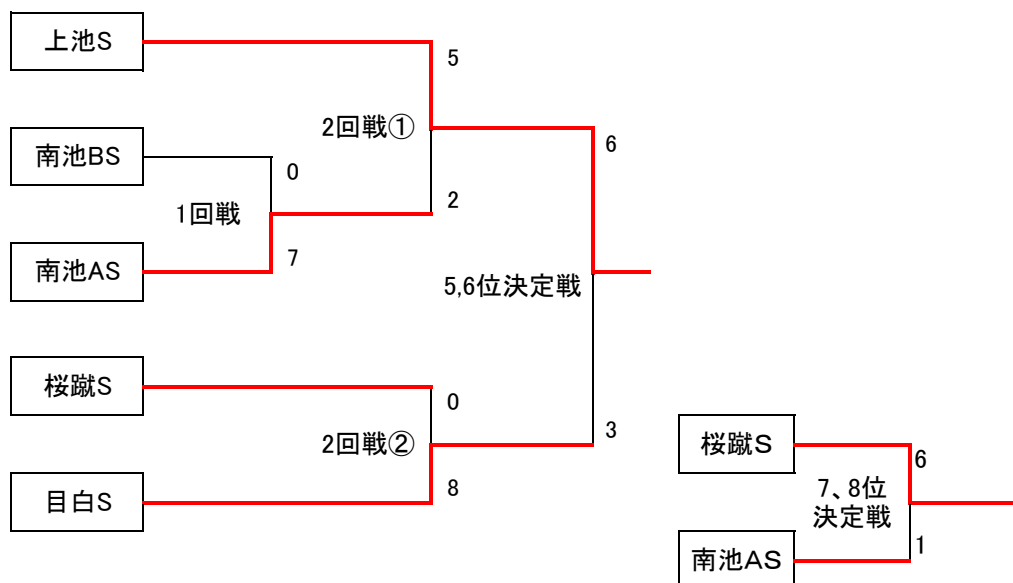 上池S
5
2回戦①
6
南池BS
0
1回戦
2
南池AS
7
5,6位決定戦
桜蹴S
0
2回戦②
3
目白S
8
桜蹴S
6
7、8位
決定戦
南池AS
1